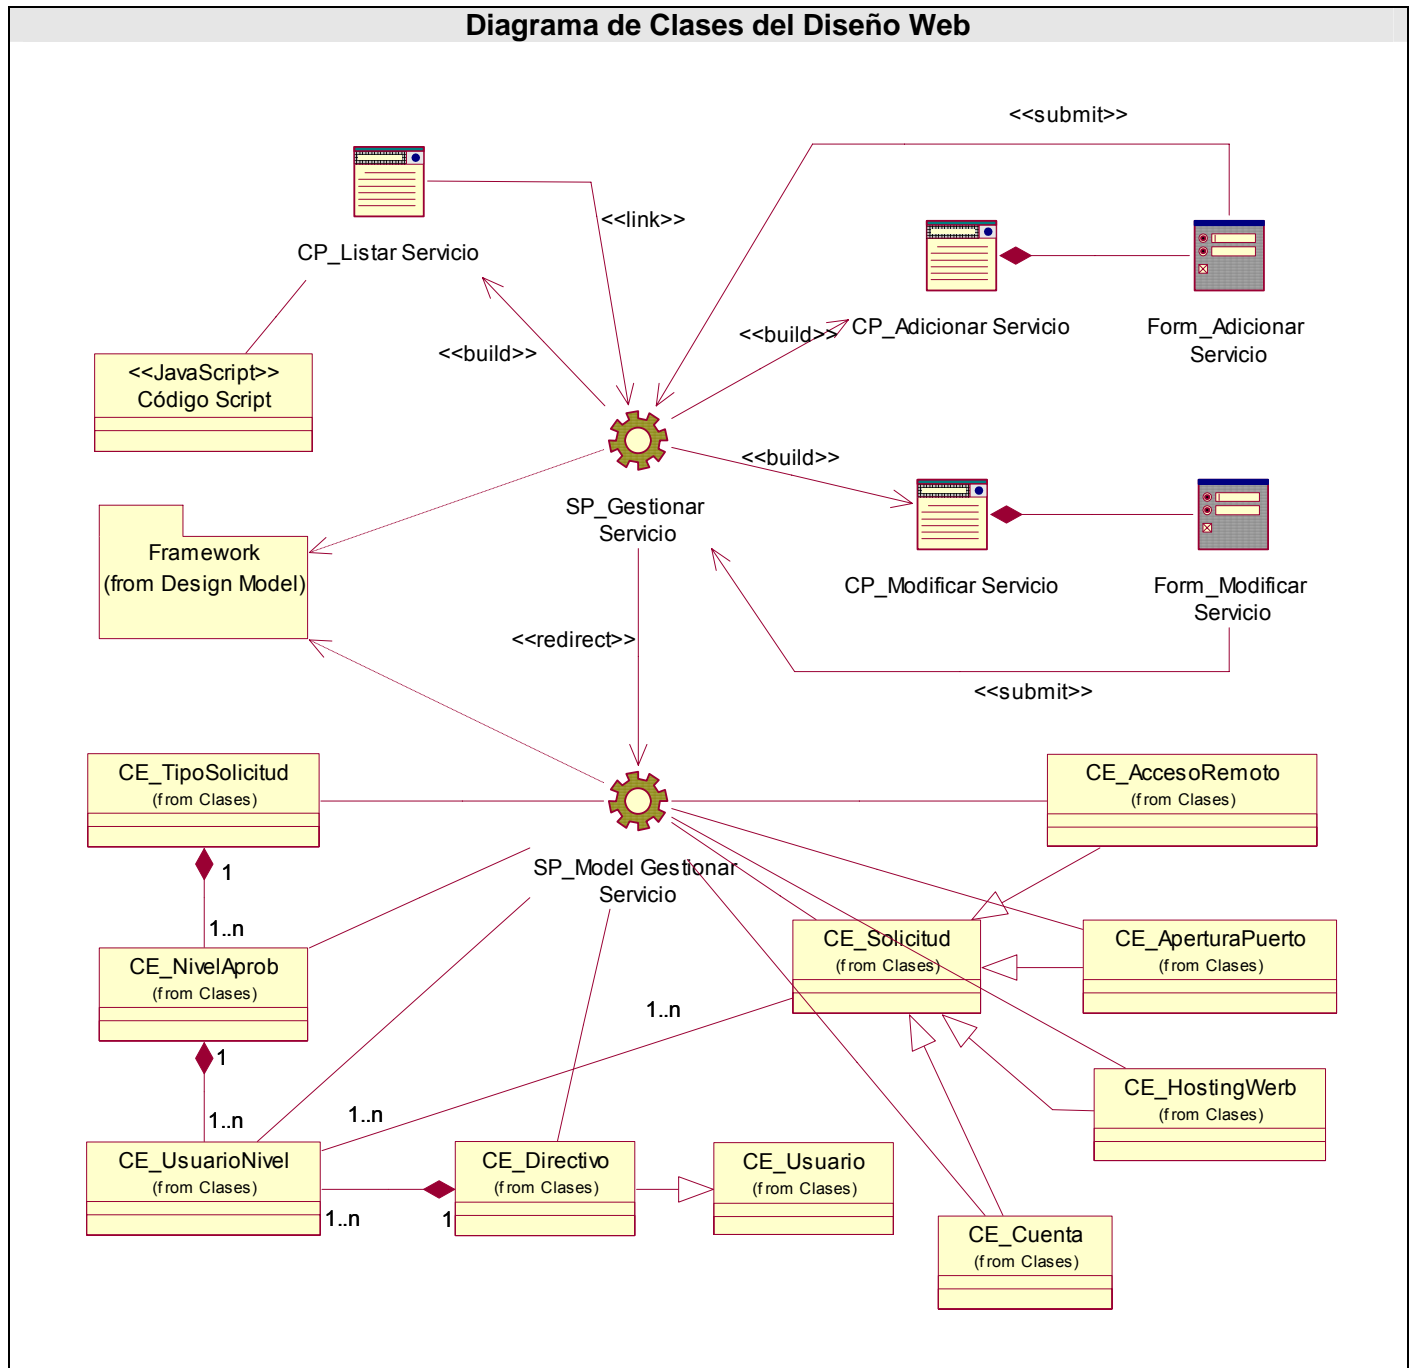 Diagrama de Clases del Diseño Web
<<submit>>
<<link>>
CP_Listar Servicio
CP_Adicionar Servicio
Form_Adicionar
Servicio
<<build>>
<<build>>
<<JavaScript>>
Código Script
<<build>>
SP_Gestionar
Servicio
Framework
(from Design Model)
CP_Modificar Servicio
Form_Modificar
Servicio
<<redirect>>
<<submit>>
CE_TipoSolicitud
(from Clases)
CE_AccesoRemoto
(from Clases)
1
SP_Model Gestionar
Servicio
1..n
CE_Solicitud
(from Clases)
CE_AperturaPuerto
(from Clases)
CE_NivelAprob
(from Clases)
1..n
1
CE_HostingWerb
(from Clases)
1..n
1..n
CE_UsuarioNivel
(from Clases)
CE_Directivo
(from Clases)
CE_Usuario
(from Clases)
1..n
1
CE_Cuenta
(from Clases)